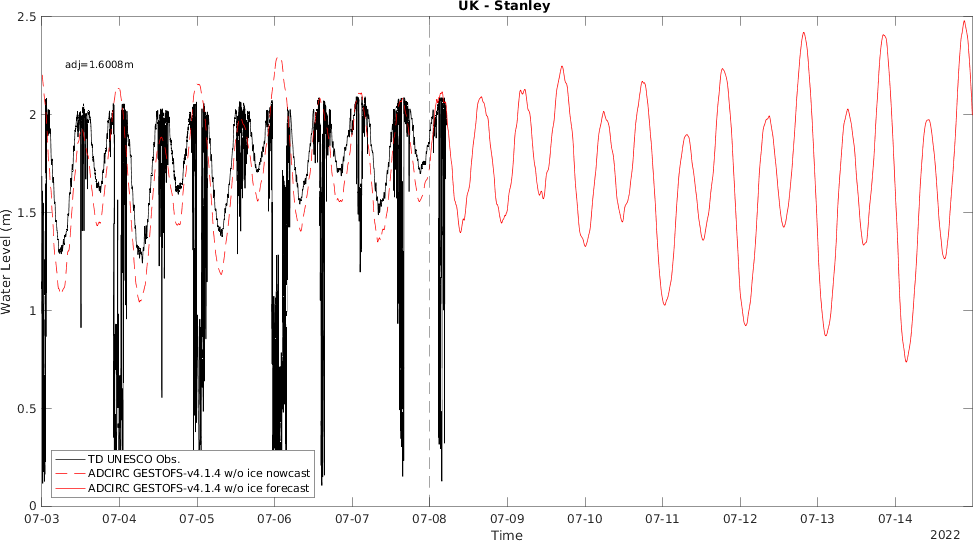 UK - Stanley
2.5
adj=1.6008m
2
1.5
Water Level (m)
1
0.5
TD UNESCO Obs.
ADCIRC GESTOFS-v4.1.4 w/o ice nowcast
ADCIRC GESTOFS-v4.1.4 w/o ice forecast
0
07-03 07-04 07-05 07-06 07-07 07-08 07-09 07-10 07-11 07-12 07-13 07-14
Time
2022